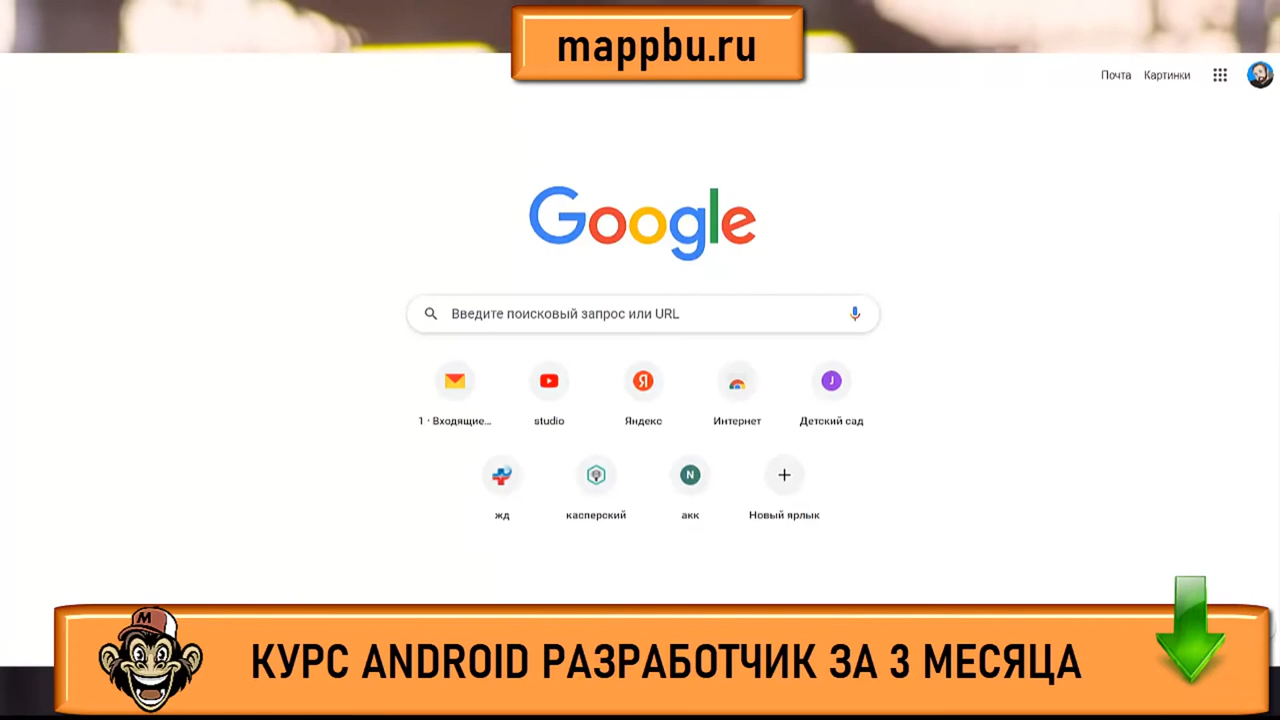 mappbu.ru
Почта Картинки
Google
Введите поисковый запрос или URL
1 · Входящие...
studio
Яндекс
Интернет
Детский сад
жд
касперский
акк
Новый ярлык
КУРС ANDROID РАЗРАБОТЧИК ЗА 3 МЕСЯЦА